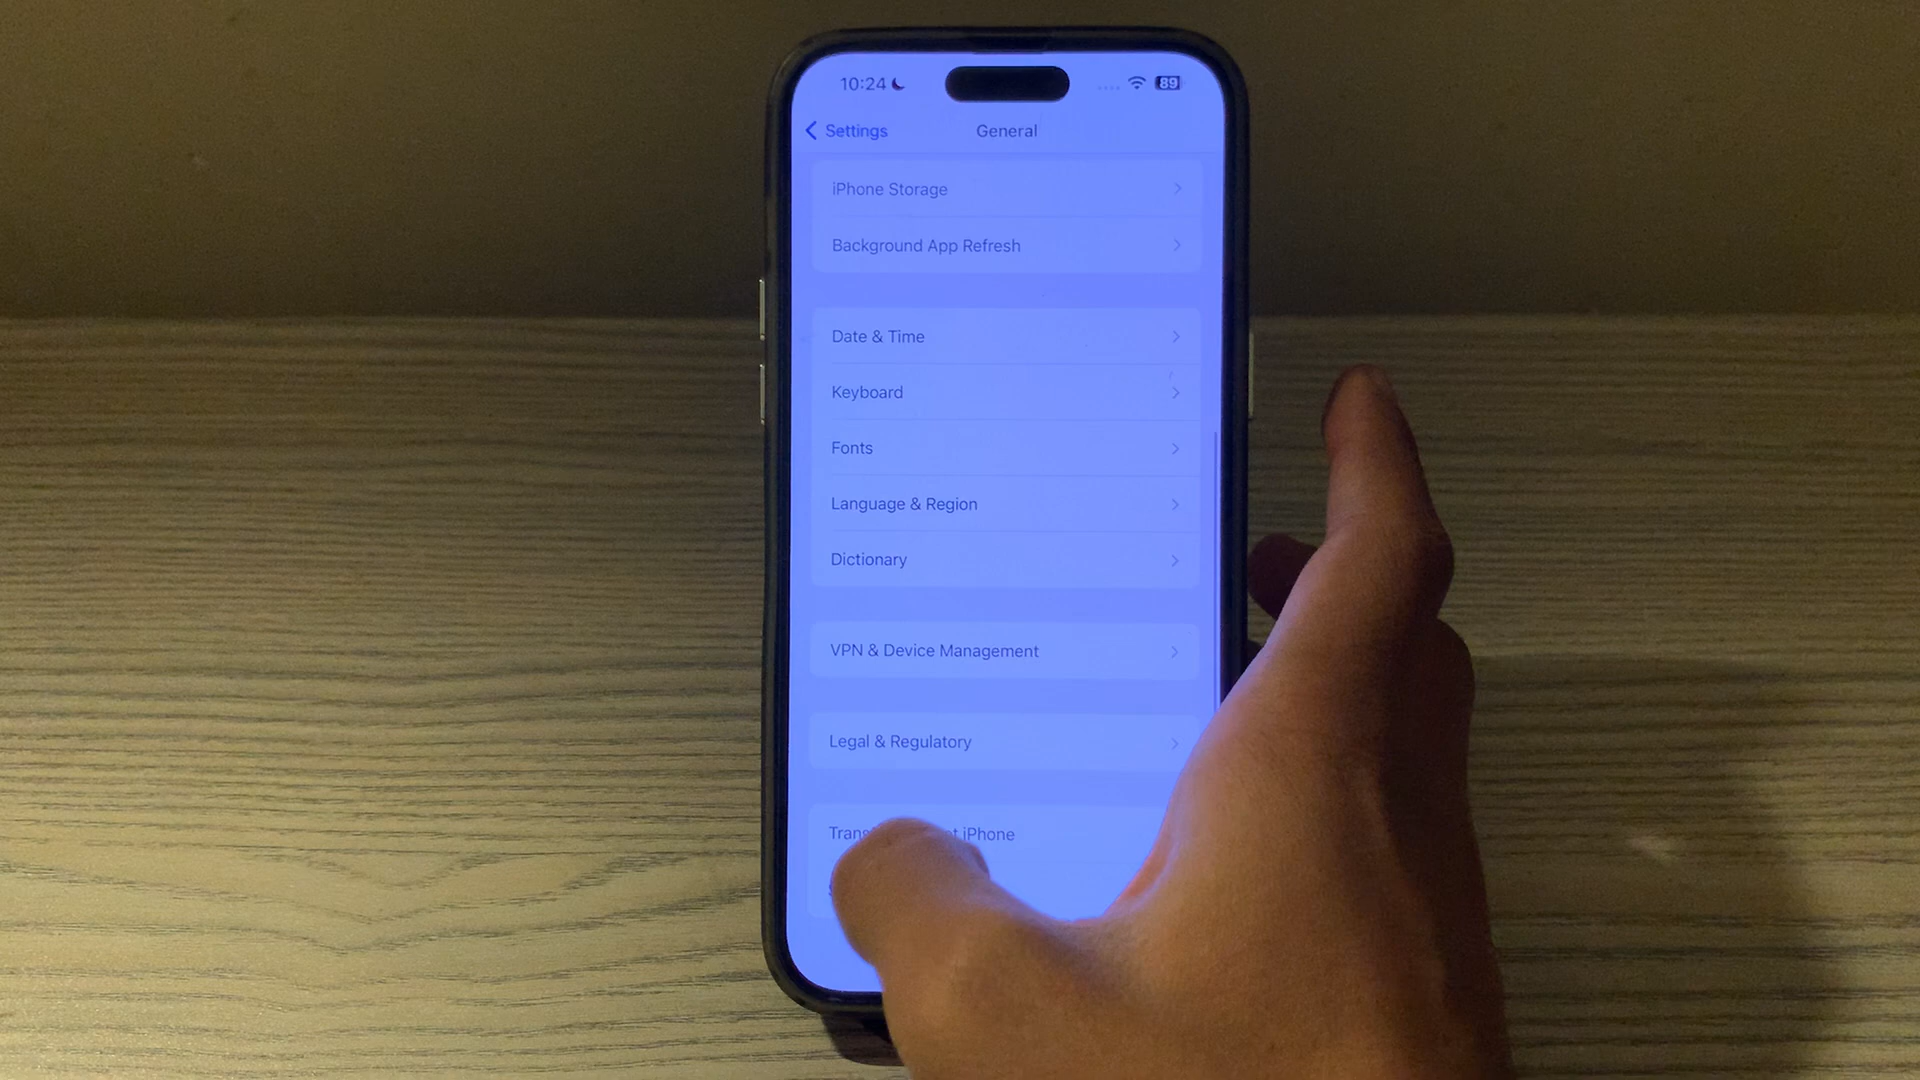 10:24
89
Settings
General
iPhone Storage
Background App Refresh
Date & Time
Keyboard
Fonts
Language & Region
Dictionary
VPN & Device Management
Legal & Regulatory
iPhone